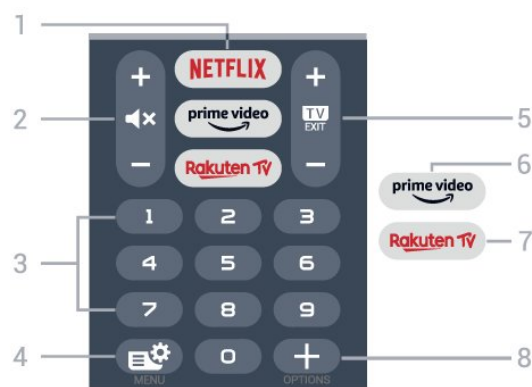 1
+ NETFLIX +
2 prime video TV 5
EXIT
- Rakuten TV -
6
prime video
1 2 3
Rakuten TV 7
3 4 5 6
7 8 9
4 0 + 8
MENU OPTIONS